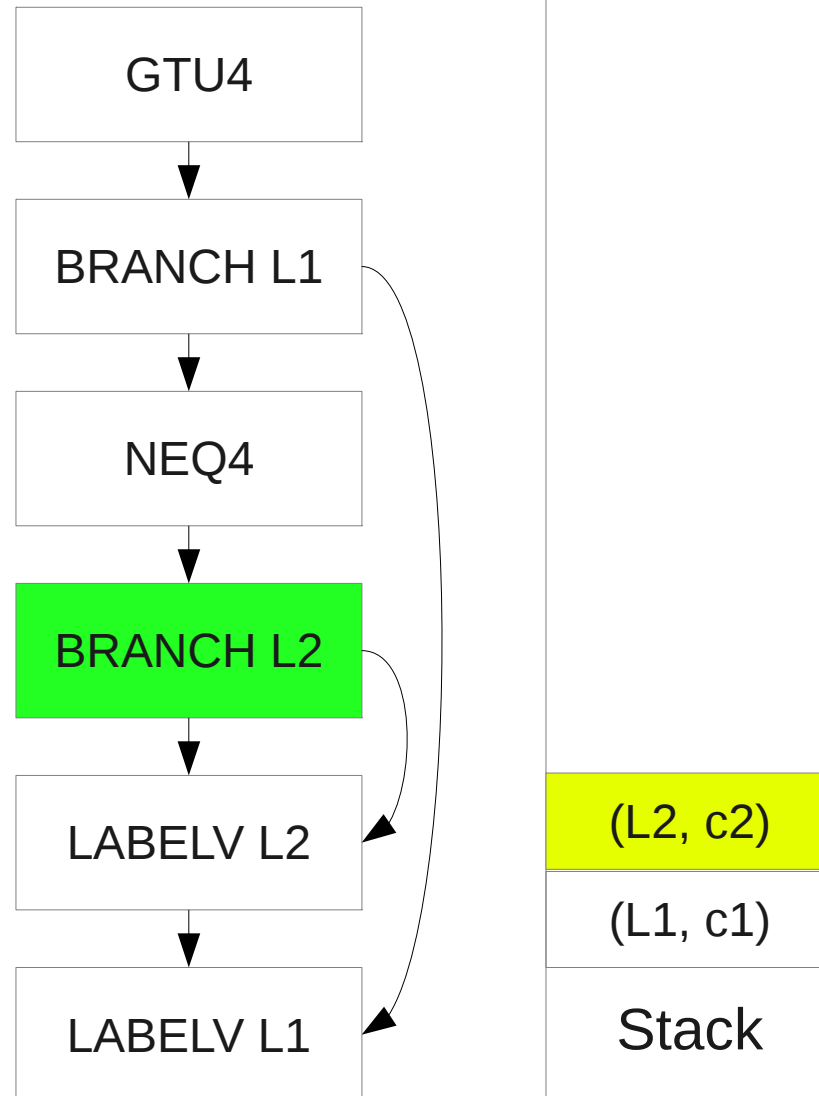 GTU4
BRANCH L1
NEQ4
BRANCH L2
LABELV L2
LABELV L1
(L2, c2)
(L1, c1)
Stack